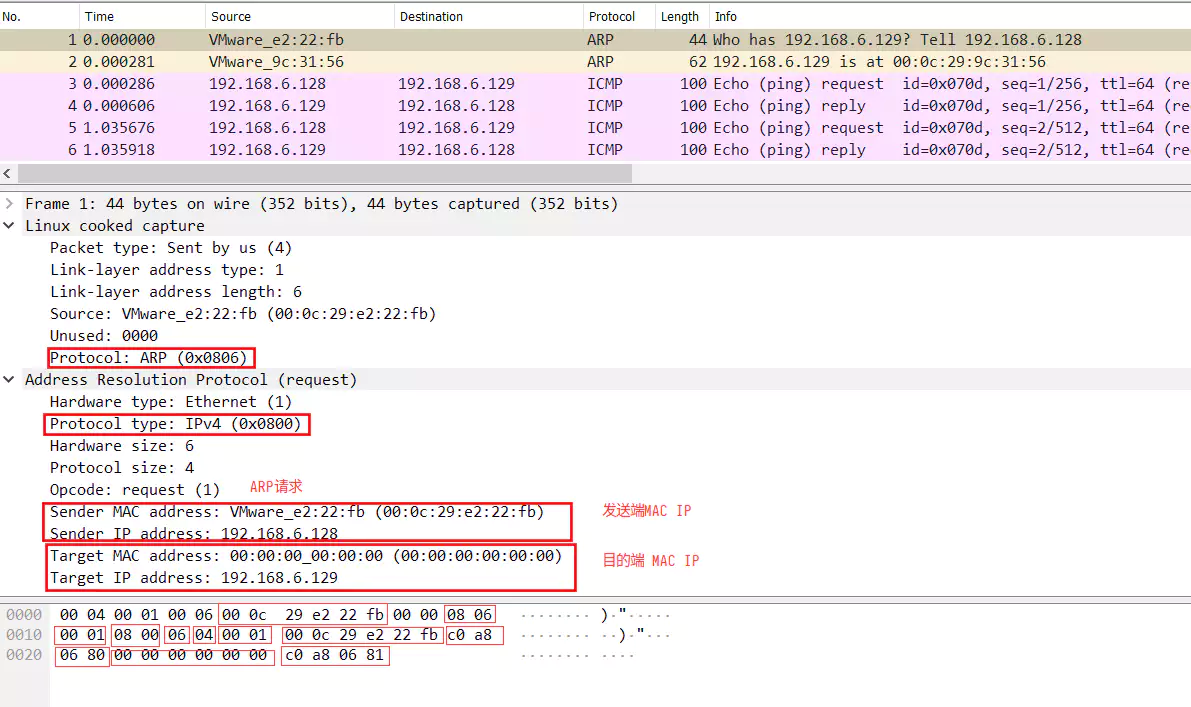 No. Time Source Destination Protocol Length Info
1 0.000000 VMware_e2:22:fb ARP 44 Who has 192.168.6.129? Tell 192.168.6.128
2 0.000281 VMware_9c:31:56 ARP 62 192.168.6.129 is at 00:0c:29:9c:31:56
3 0.000286 192.168.6.128 192.168.6.129 ICMP 100 Echo (ping) request id=0x070d, seq=1/256, ttl=64 (re
4 0.000606 192.168.6.129 192.168.6.128 ICMP 100 Echo (ping) reply id=0x070d, seq=1/256, ttl=64 (re
5 1.035676 192.168.6.128 192.168.6.129 ICMP 100 Echo (ping) request id=0x070d, seq=2/512, ttl=64 (re
6 1.035918 192.168.6.129 192.168.6.128 ICMP 100 Echo (ping) reply id=0x070d, seq=2/512, ttl=64 (re
Frame 1: 44 bytes on wire (352 bits), 44 bytes captured (352 bits)
Linux cooked capture
Packet type: Sent by us (4)
Link-layer address type: 1
Link-layer address length: 6
Source: VMware_e2:22:fb (00:0c:29:e2:22:fb)
Unused: 0000
Protocol: ARP (0x0806)
Address Resolution Protocol (request)
Hardware type: Ethernet (1)
Protocol type: IPv4 (0x0800)
Hardware size: 6
Protocol size: 4
Opcode: request (1) ARP请求
Sender MAC address: VMware_e2:22:fb (00:0c:29:e2:22:fb) 发送端MAC IP
Sender IP address: 192.168.6.128
Target MAC address: 00:00:00_00:00:00 (00:00:00:00:00:00) 目的端 MAC IP
Target IP address: 192.168.6.129
0000 00 04 00 01 00 06 00 0c 29 e2 22 fb 00 00 08 06 ········ )·"·····
0010 00 01 08 00 06 04 00 01 00 0c 29 e2 22 fb c0 a8 ········ ··)·"···
0020 06 80 00 00 00 00 00 00 c0 a8 06 81 ········ ····